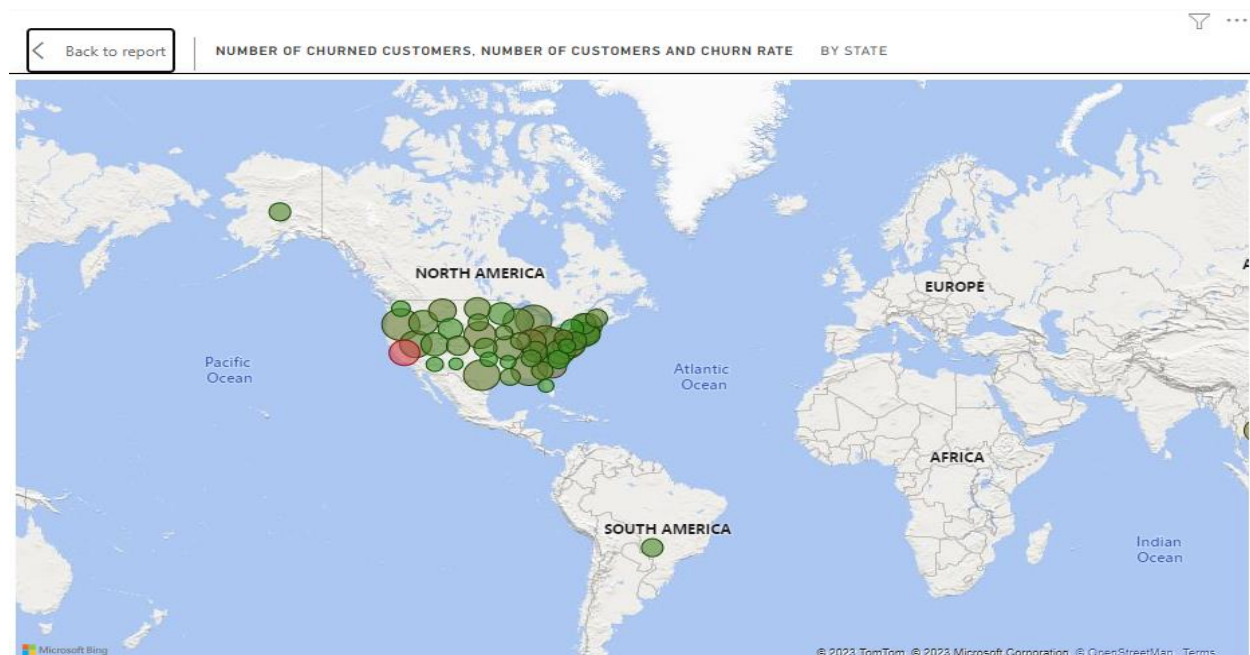 Back to report
NUMBER OF CHURNED CUSTOMERS, NUMBER OF CUSTOMERS AND CHURN RATE BY STATE
NORTH AMERICA
EUROPE
A
Pacific
Ocean
Atlantic
Ocean
AFRICA
SOUTH AMERICA
Indian
Ocean
Microsoft Bing
© 2023 TomTom, © 2023 Microsoft Corporation, © OpenStreetMap Terms